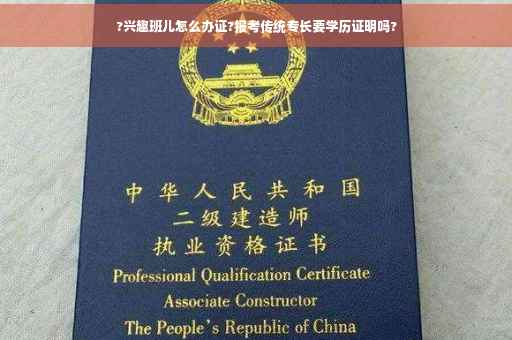 ?兴趣班儿怎么办证?报考传统专长要学历证明吗?
中华人民共和国
二级建造师
执业资格证书
Professional Qualification Certificate
Associate Constructor
The People's Republic of China